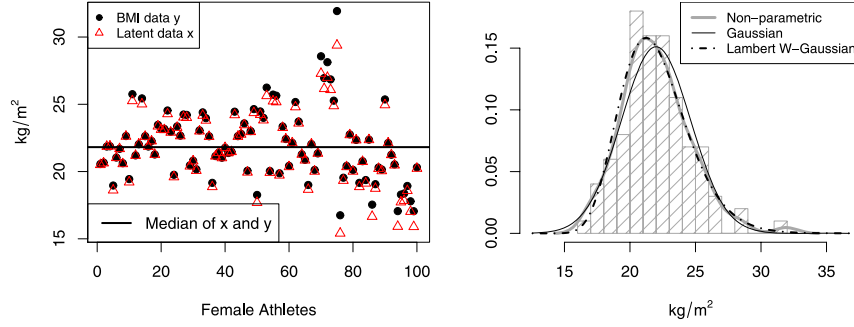 BMI data y
Latent data x
Median of x and y
kg/m²
15
20
25
30
0
20
40
60
80
100
Female Athletes
Non−parametric
Gaussian
Lambert W−Gaussian
0.00
0.05
0.10
0.15
15
20
25
30
35
kg/m²